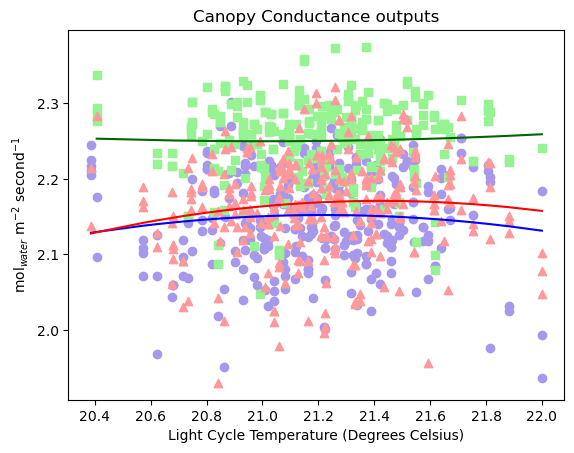 Canopy Conductance outputs
mol_water m⁻² second⁻¹
2.3
2.2
2.1
2.0
20.4 20.6 20.8 21.0 21.2 21.4 21.6 21.8 22.0
Light Cycle Temperature (Degrees Celsius)